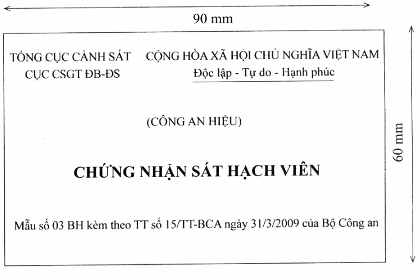 90 mm
TỔNG CỤC CẢNH SÁT
CỤC CSGT ĐB-ĐS
CỘNG HÒA XÃ HỘI CHỦ NGHĨA VIỆT NAM
Độc lập - Tự do - Hạnh phúc
(CÔNG AN HIỆU)
60 mm
CHỨNG NHẬN SÁT HẠCH VIÊN
Mẫu số 03 BH kèm theo TT số 15/TT-BCA ngày 31/3/2009 của Bộ Công an